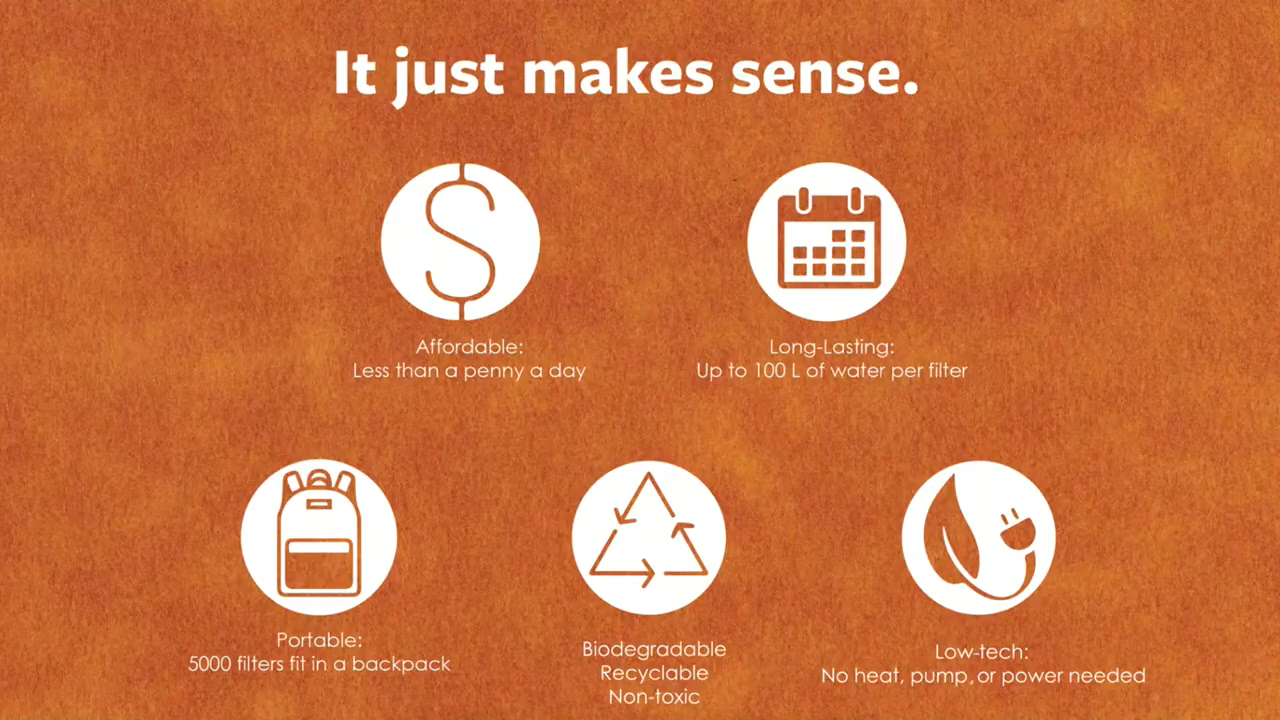 It just makes sense.
Affordable:
Less than a penny a day
Long-Lasting:
Up to 100 L of water per filter
Portable:
5000 filters fit in a backpack
Biodegradable
Recyclable
Non-toxic
Low-tech:
No heat, pump, or power needed